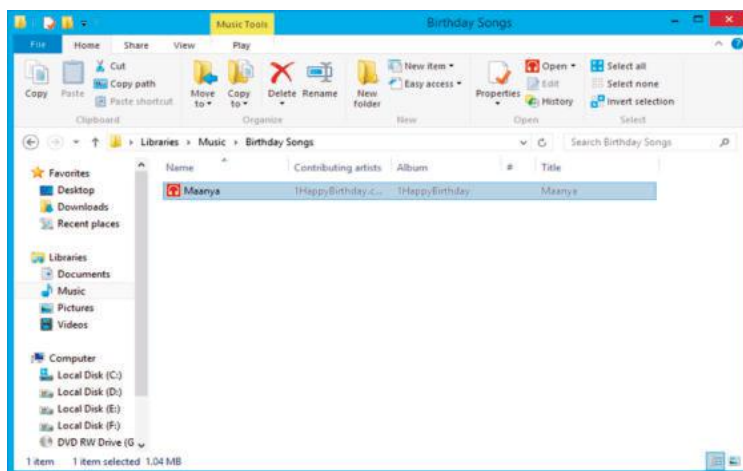 Music Tools
Birthday Songs
File Home Share View Play
Copy
Paste
Cut
Copy path
Paste shortcut
Clipboard
Move to
Copy to
Delete
Rename
Organize
New folder
New item
Easy access
New
Properties
Open
Edit
History
Open
Select all
Select none
Invert selection
Select
Libraries Music Birthday Songs
Search Birthday Songs
Name Contributing artists Album # Title
Maanya 1HappyBirthday.c... 1HappyBirthday Maanya
Favorites
Desktop
Downloads
Recent places
Libraries
Documents
Music
Pictures
Videos
Computer
Local Disk (C:)
Local Disk (D:)
Local Disk (E:)
Local Disk (F:)
DVD RW Drive (G
1 item 1 item selected 1.04 MB